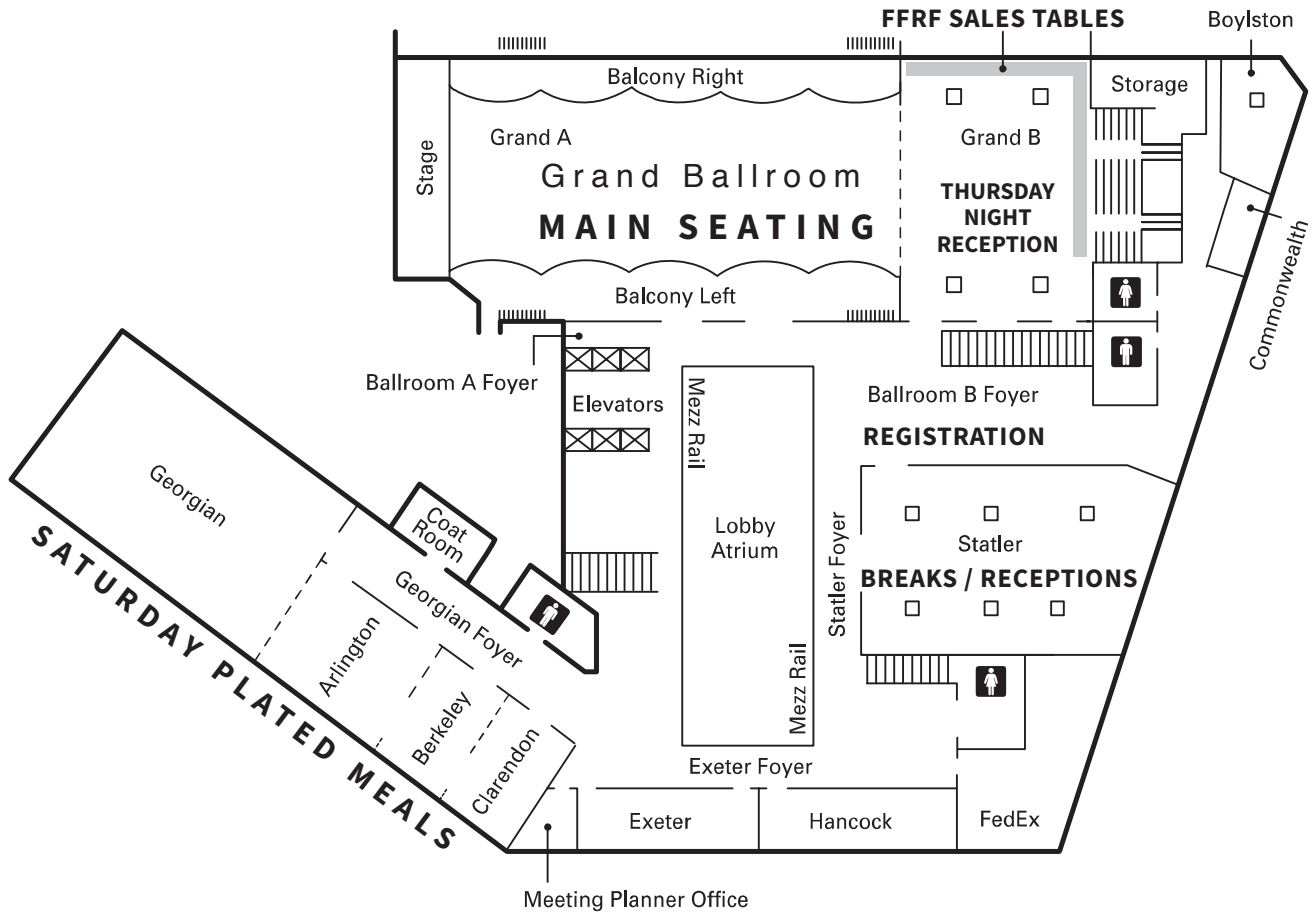 FFRF SALES TABLES
Boylston
Balcony Right
Storage
Grand A
Grand B
Stage
Grand Ballroom
MAIN SEATING
THURSDAY
NIGHT
RECEPTION
Commonwealth
Balcony Left
Ballroom A Foyer
Elevators
Mezz Rail
Ballroom B Foyer
REGISTRATION
Georgian
Coat
Room
Lobby
Atrium
Statler Foyer
Statler
BREAKS / RECEPTIONS
Georgian Foyer
SATURDAY PLATED MEALS
Arlington
Berkeley
Clarendon
Mezz Rail
Exeter Foyer
Exeter
Hancock
FedEx
Meeting Planner Office